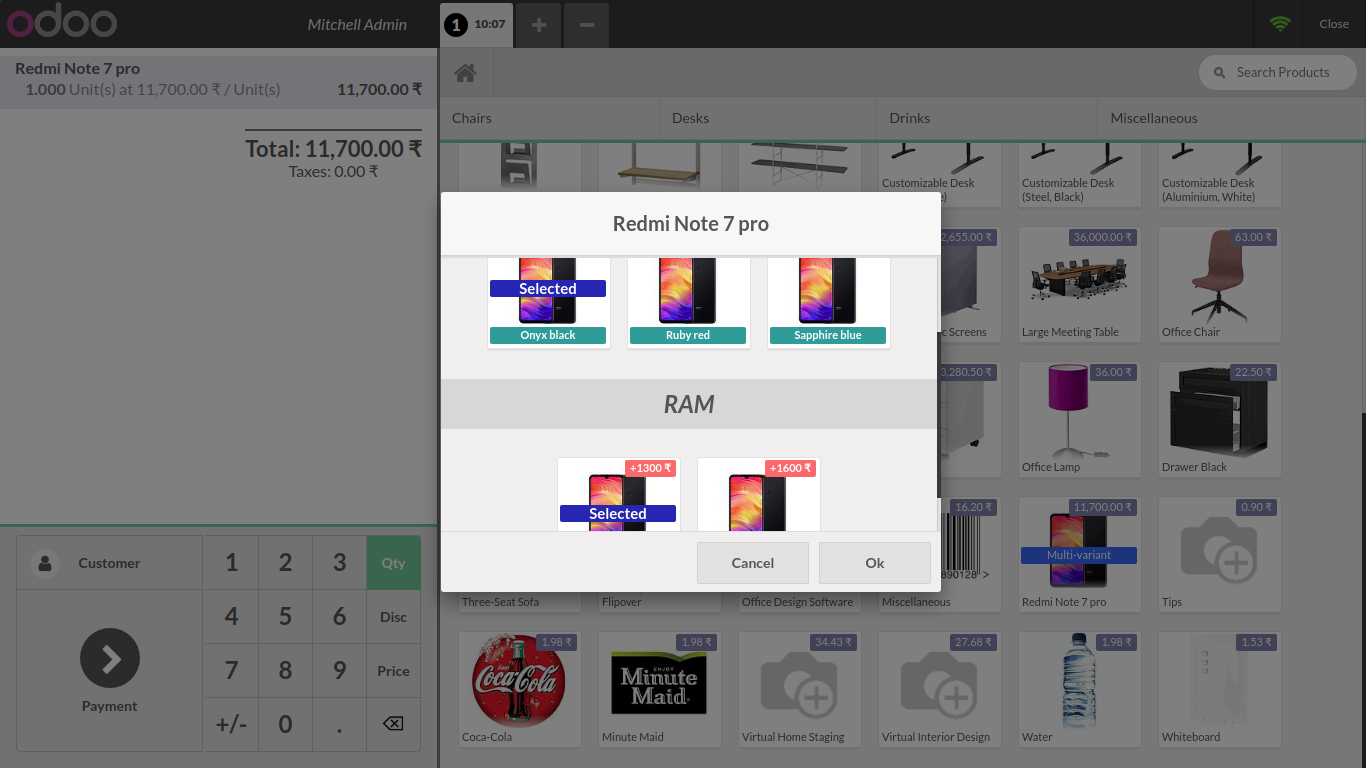 odoo
Mitchell Admin
1 10:07
Close
Redmi Note 7 pro
1.000 Unit(s) at 11,700.00 ₹ / Unit(s) 11,700.00 ₹
Total: 11,700.00 ₹
Taxes: 0.00 ₹
Search Products
Chairs Desks Drinks Miscellaneous
Customizable Desk
(Steel, Black)
Customizable Desk
(Aluminium, White)
Customizable Desk
Redmi Note 7 pro
Selected
Onyx black
Ruby red
Sapphire blue
RAM
+1300 ₹
Selected
+1600 ₹
Cancel
Ok
36,000.00 ₹
Large Meeting Table
63.00 ₹
Office Chair
Screens
36.00 ₹
Office Lamp
22.50 ₹
Drawer Black
Three-Seat Sofa
Flipover
Office Design Software
16.20 ₹
890128 >
Miscellaneous
11,700.00 ₹
Multi-variant
Redmi Note 7 pro
0.90 ₹
Tips
1.98 ₹
Coca-Cola
Coca-Cola
1.98 ₹
ENJOY
Minute
Maid
Minute Maid
34.43 ₹
Virtual Home Staging
27.68 ₹
Virtual Interior Design
1.98 ₹
Water
1.53 ₹
Whiteboard
Customer
Payment
1 2 3 Qty
4 5 6 Disc
7 8 9 Price
+/- 0 .